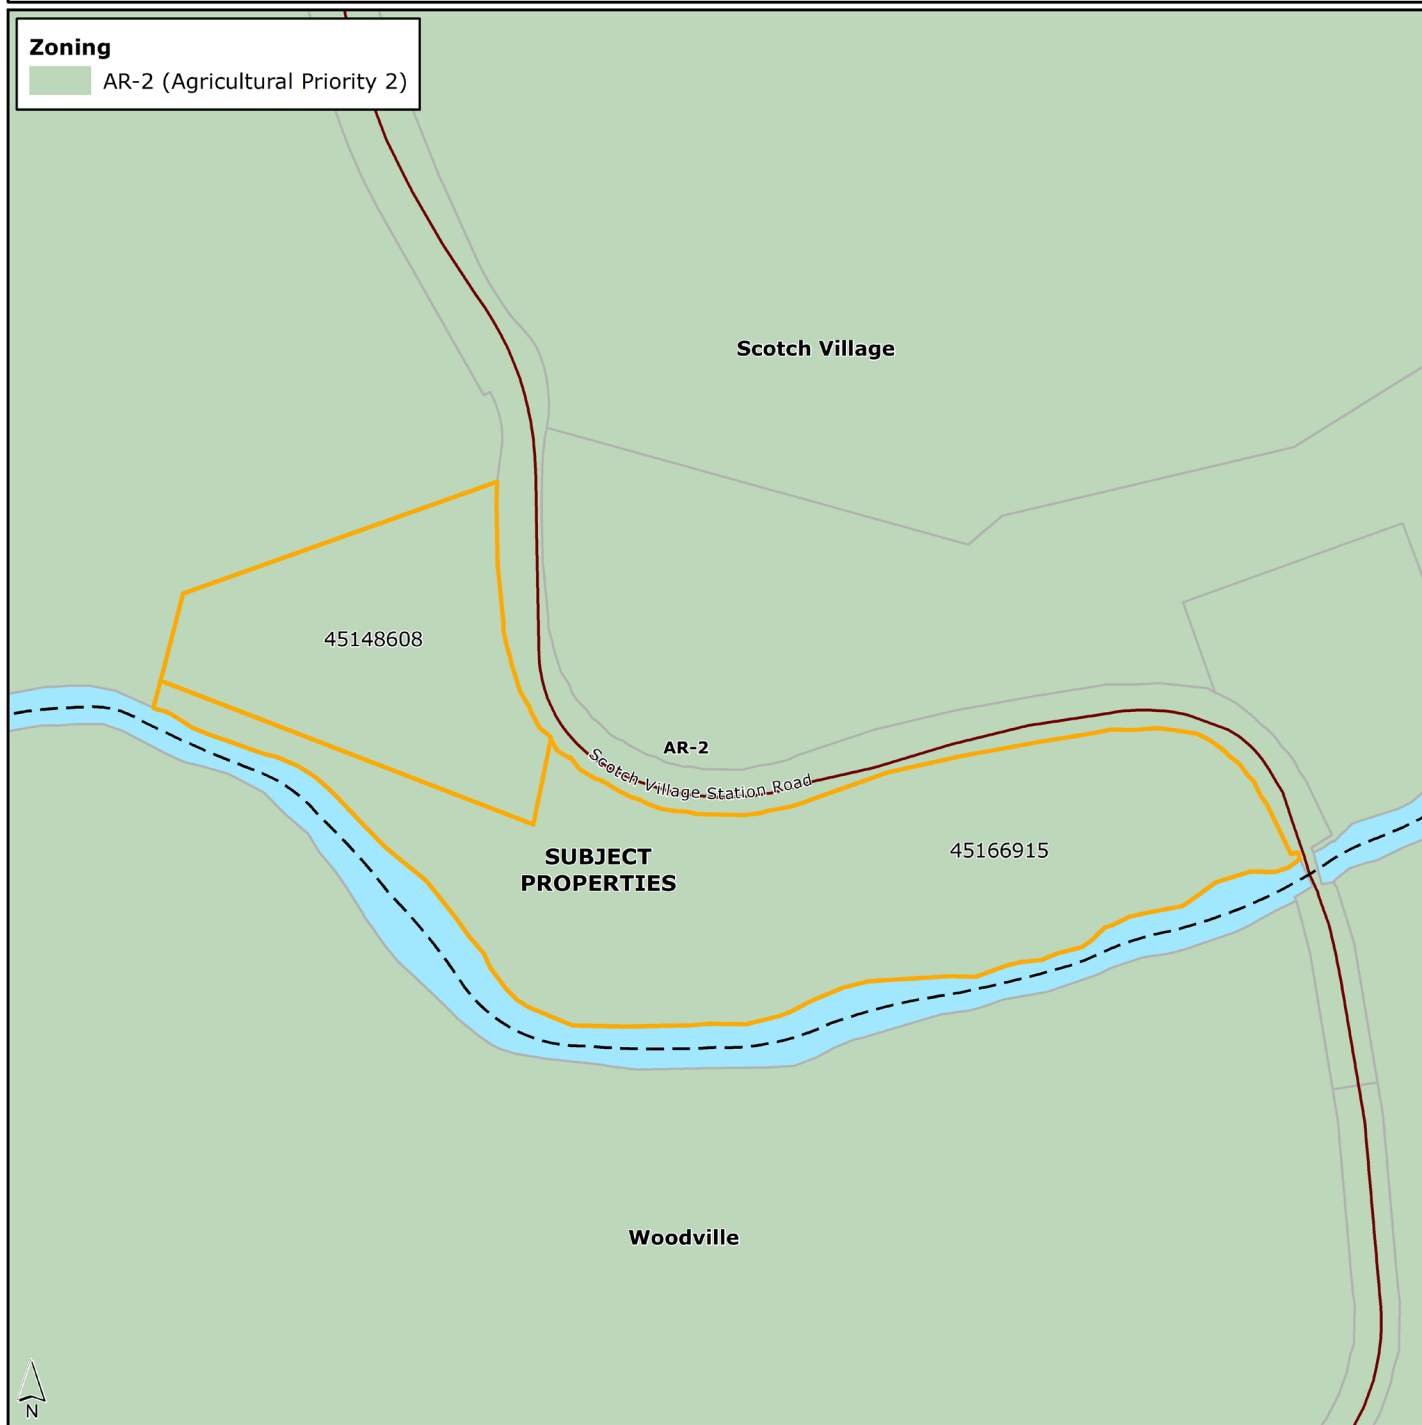 Zoning
AR-2 (Agricultural Priority 2)
Scotch Village
45148608
AR-2
Scotch Village Station Road
45166915
SUBJECT
PROPERTIES
Woodville
N